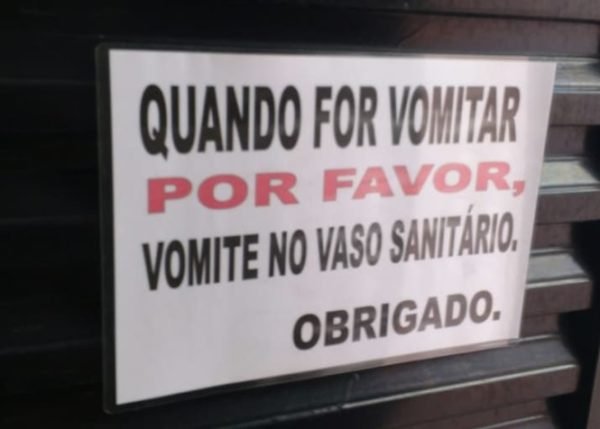 QUANDO FOR VOMITAR
POR FAVOR,
VOMITE NO VASO SANITÁRIO.
OBRIGADO.